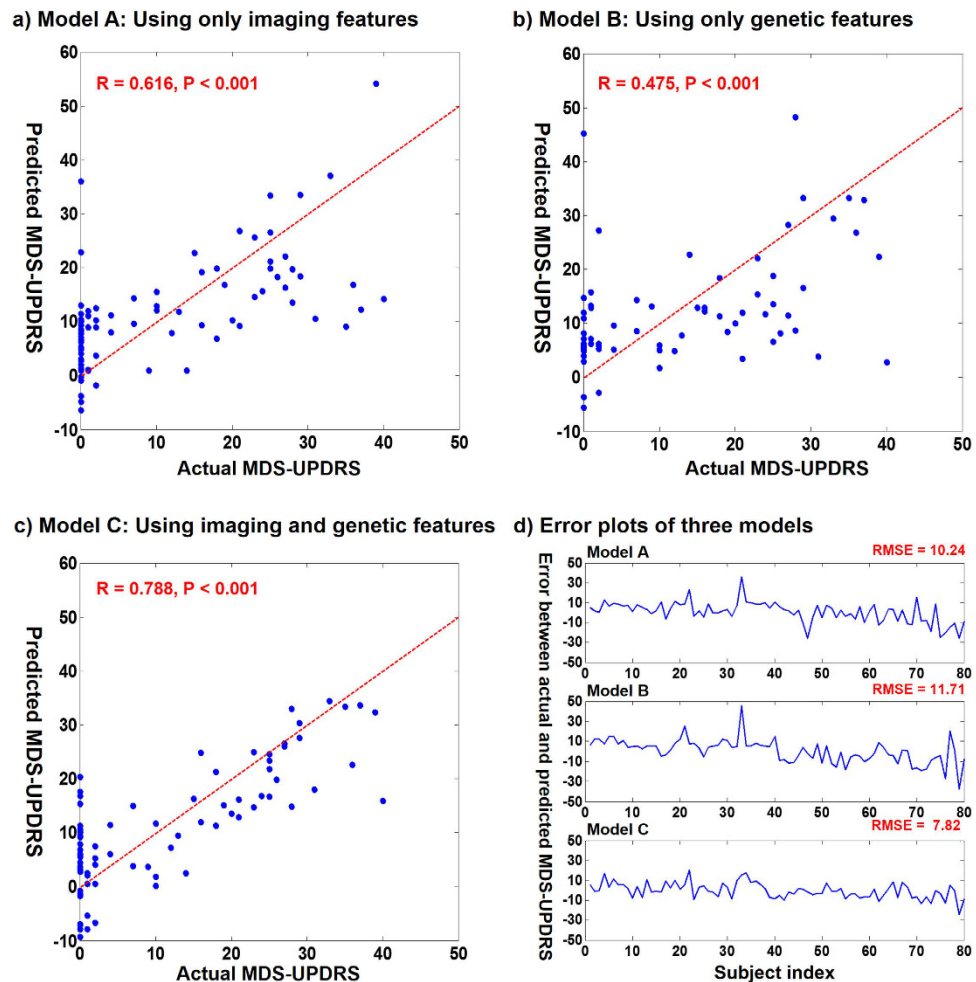 a) Model A: Using only imaging features
R = 0.616, P < 0.001
Predicted MDS-UPDRS
60
50
40
30
20
10
0
-10
0 10 20 30 40 50
Actual MDS-UPDRS
b) Model B: Using only genetic features
R = 0.475, P < 0.001
Predicted MDS-UPDRS
60
50
40
30
20
10
0
-10
0 10 20 30 40 50
Actual MDS-UPDRS
c) Model C: Using imaging and genetic features
R = 0.788, P < 0.001
Predicted MDS-UPDRS
60
50
40
30
20
10
0
-10
0 10 20 30 40 50
Actual MDS-UPDRS
d) Error plots of three models
Error between actual and predicted MDS-UPDRS
Model A
RMSE = 10.24
50
30
10
-10
-30
-50
0 10 20 30 40 50 60 70 80
Model B
RMSE = 11.71
50
30
10
-10
-30
-50
0 10 20 30 40 50 60 70 80
Model C
RMSE = 7.82
50
30
10
-10
-30
-50
0 10 20 30 40 50 60 70 80
Subject index